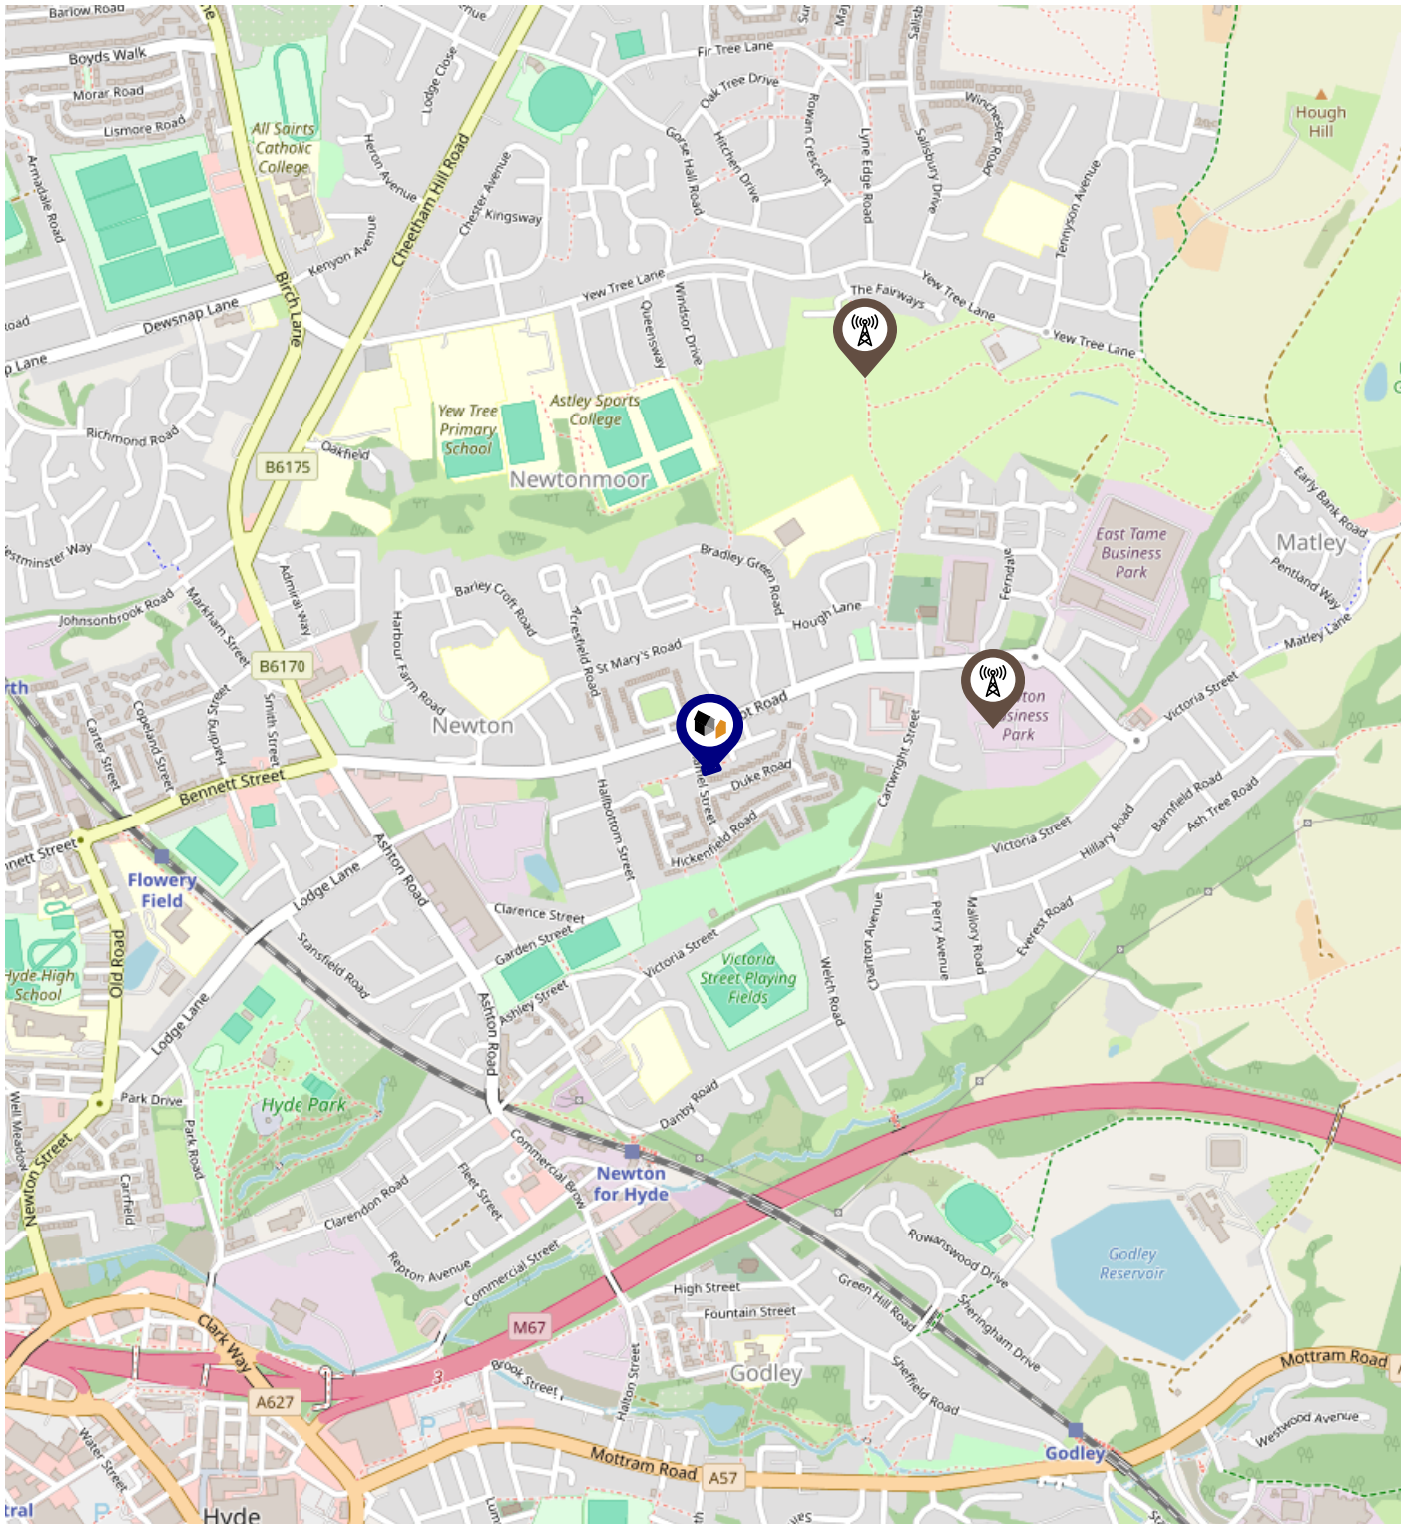 Barlow Road
Boyds Walk
Morar Road
Lismore Road
Armadale Road
All Saints
Catholic
College
Lodge Close
Heron Avenue
Cheetham Hill Road
Chester Avenue
Kingsway
Kenyon Avenue
Birch Lane
Dewsnap Lane
Fir Tree Lane
Oak Tree Drive
Gorse Hall Road
Hitchen Drive
Rowan Crescent
Lyne Edge Road
Salisbury Drive
Winchester Road
Tennyson Avenue
Hough
Hill
Yew Tree Lane
The Fairways
Yew Tree Lane
Yew Tree Lane
Windsor Drive
Queensway
Astley Sports
College
Yew Tree
Primary
School
Newtonmoor
Richmond Road
Oakfield
B6175
Early Bank Road
Matley
Pentland Way
Matley Lane
East Tame
Business
Park
Ferndale
Bradley Green Road
Hough Lane
Barley Croft Road
Acresfield Road
St Mary's Road
Harbour Farm Road
Admiral way
Markham Street
Johnsonbrook Road
B6170
Newton
Smith Street
Harding Street
Copeland Street
Carter Street
Bennett Street
Duke Road
Hickenfield Road
Hallbottom Street
Cartwright Street
Park
Victoria Street
Barnfield Road
Ash Tree Road
Hillary Road
Victoria Street
Everest Road
Mallory Road
Perry Avenue
Charlton Avenue
Welch Road
Victoria Street
Victoria
Street Playing
Fields
Clarence Street
Garden Street
Ashley Street
Ashton Road
Ashton Road
Lodge Lane
Stansfield Road
Flowery
Field
Old Road
Hyde High
School
Lodge Lane
Park Drive
Park Road
Hyde Park
Well Meadow
Newton Street
Carrfield
Danby Road
Newton
for Hyde
Commercial Brow
Fleet Street
Clarendon Road
Repton Avenue
Commercial Street
High Street
Fountain Street
Godley
Halton Street
Brook Street
M67
3
Clark Way
A627
Water Street
Hyde
P
P
Mottram Road
A57
Sheffield Road
Green Hill Road
Rowanswood Drive
Sheringham Drive
Godley
Reservoir
Godley
Mottram Road
Westwood Avenue